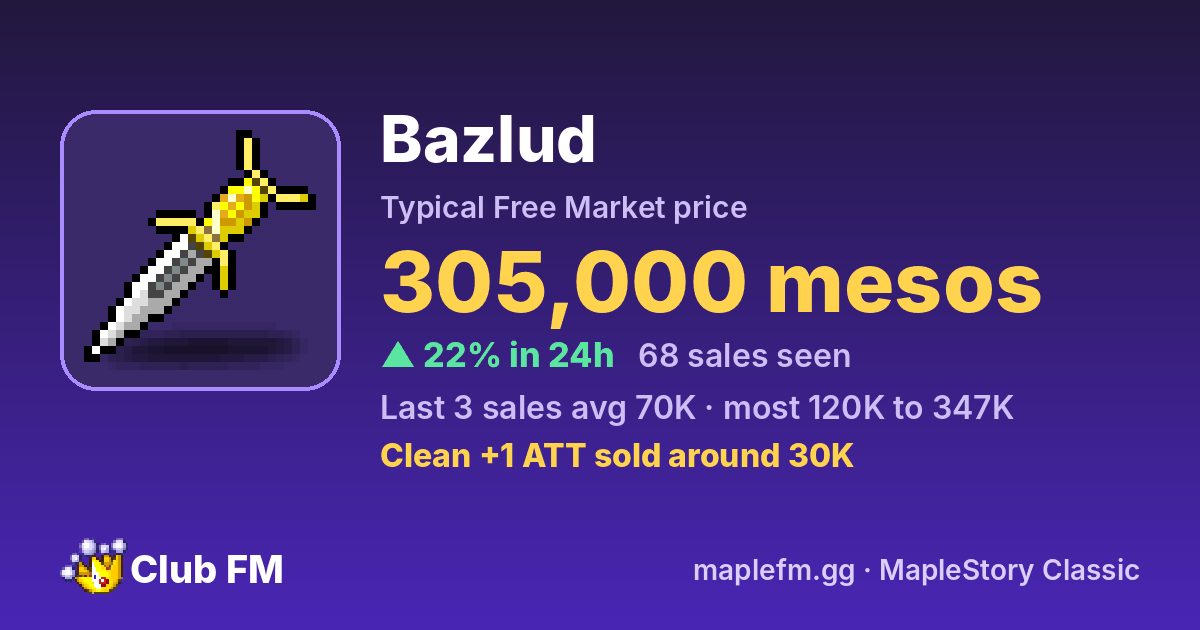 Bazlud
Typical Free Market price
305,000 mesos
▲ 22% in 24h 68 sales seen
Last 3 sales avg 70K · most 120K to 347K
Clean +1 ATT sold around 30K
Club FM
maplefm.gg · MapleStory Classic